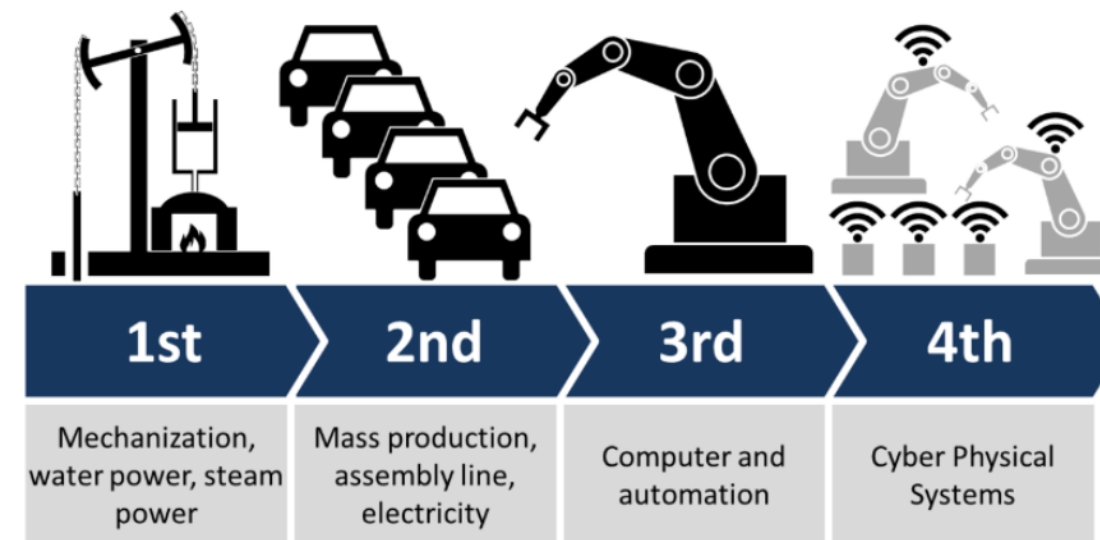 1st
2nd
3rd
4th
Mechanization,
water power, steam
power
Mass production,
assembly line,
electricity
Computer and
automation
Cyber Physical
Systems